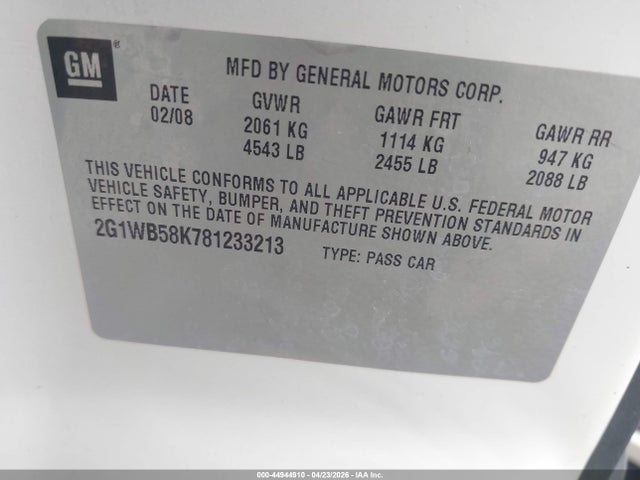 GM®
MFD BY GENERAL MOTORS CORP.
DATE GVWR GAWR FRT GAWR RR
02/08 2061 KG 1114 KG 947 KG
4543 LB 2455 LB 2088 LB
THIS VEHICLE CONFORMS TO ALL APPLICABLE U.S. FEDERAL MOTOR
VEHICLE SAFETY, BUMPER, AND THEFT PREVENTION STANDARDS IN
EFFECT ON THE DATE OF MANUFACTURE SHOWN ABOVE.
2G1WB58K781233213 TYPE: PASS CAR
000-44944910 - 04/23/2026 - IAA Inc.